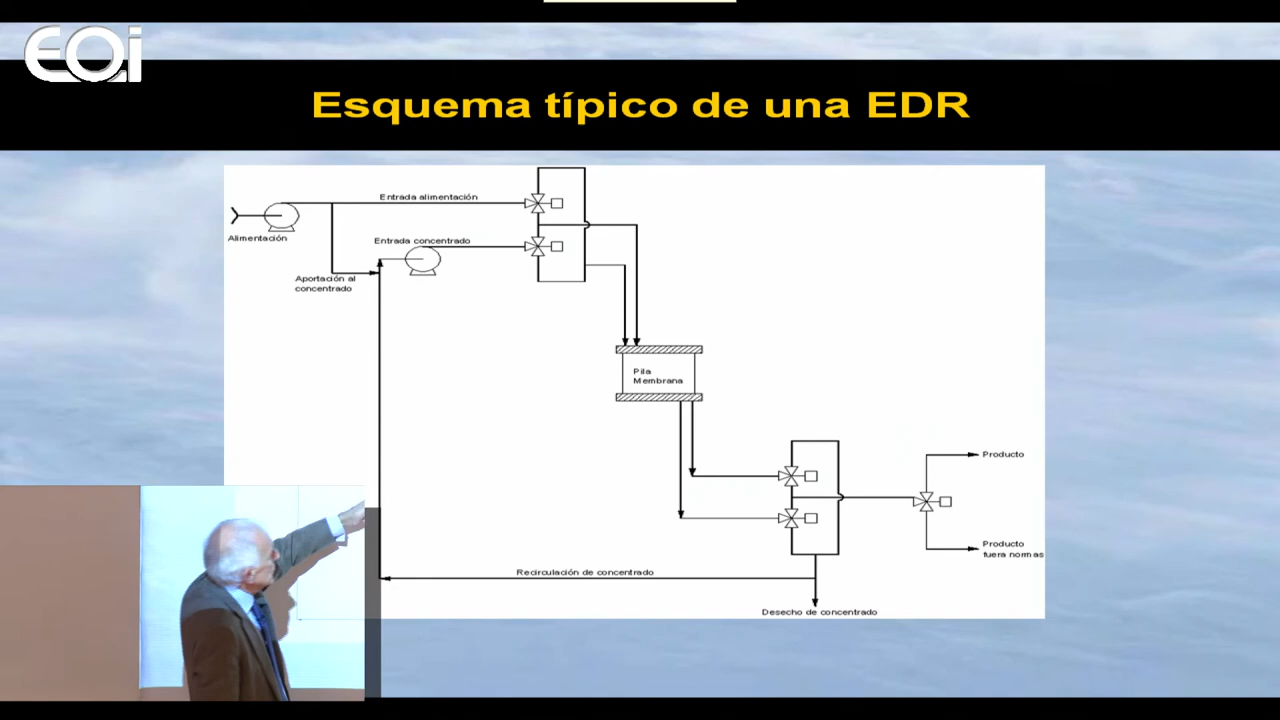 EOi
Esquema típico de una EDR
Entrada alimentación
Alimentación
Entrada concentrado
Aportación al
concentrado
Pila
Membrana
Producto
Producto
fuera normas
Recirculación de concentrado
Desecho de concentrado